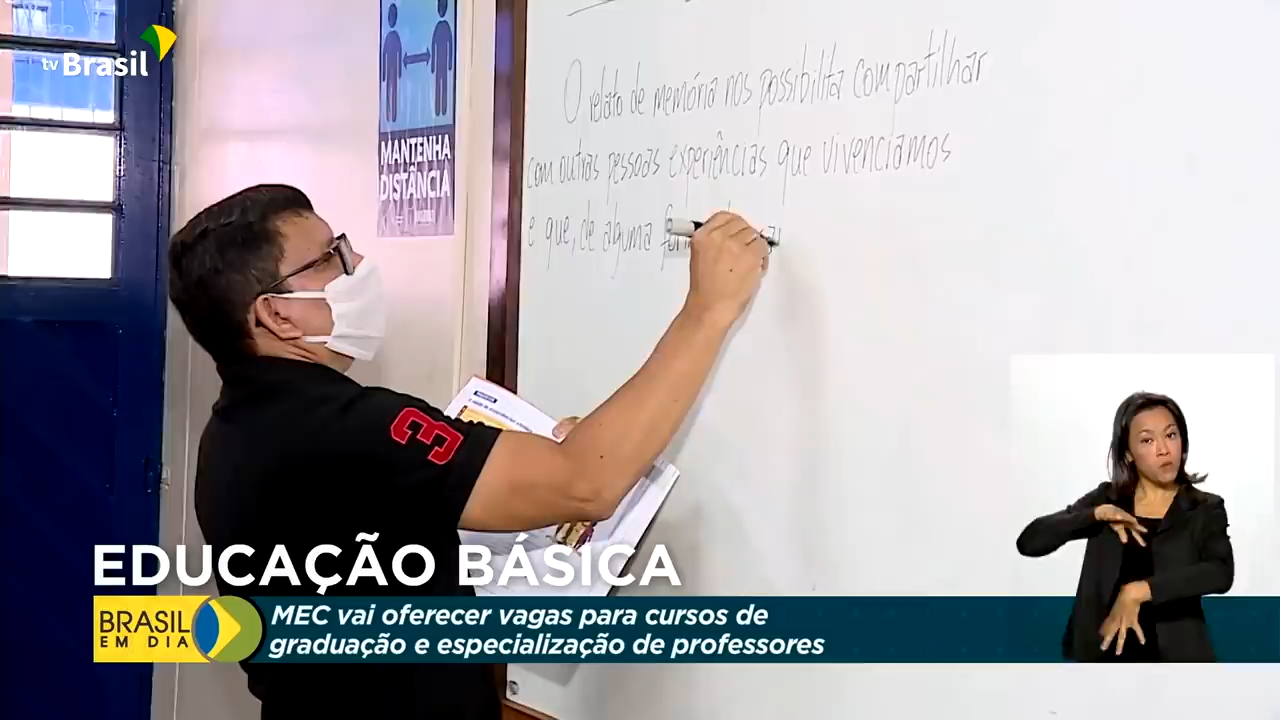 tv Brasil
MANTENHA
DISTÂNCIA
O relato de memória nos possibilita compartilhar
com outras pessoas experiências que vivenciamos
e que, de alguma
3
EDUCAÇÃO BÁSICA
BRASIL
EM DIA
MEC vai oferecer vagas para cursos de
graduação e especialização de professores